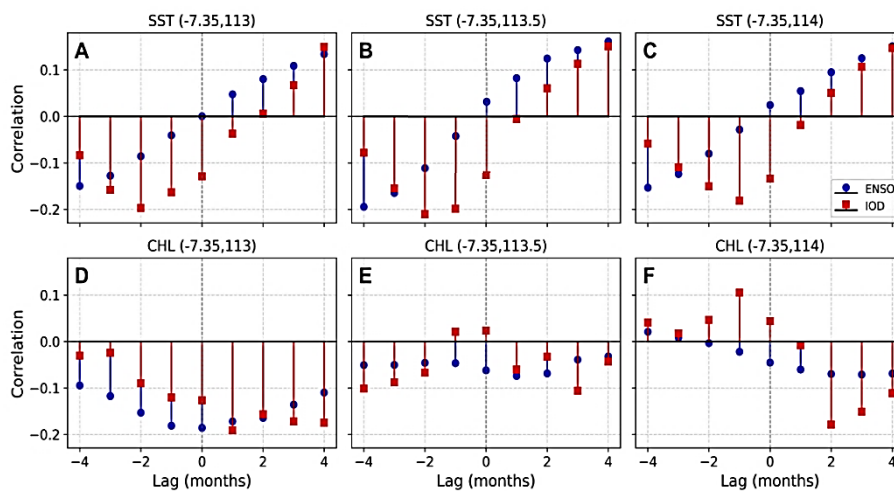 SST (-7.35,113)
SST (-7.35,113.5)
SST (-7.35,114)
A
B
C
Correlation
0.1
0.0
−0.1
−0.2
ENSO
IOD
CHL (-7.35,113)
CHL (-7.35,113.5)
CHL (-7.35,114)
D
E
F
Correlation
0.1
0.0
−0.1
−0.2
−4 −2 0 2 4
−4 −2 0 2 4
−4 −2 0 2 4
Lag (months)
Lag (months)
Lag (months)